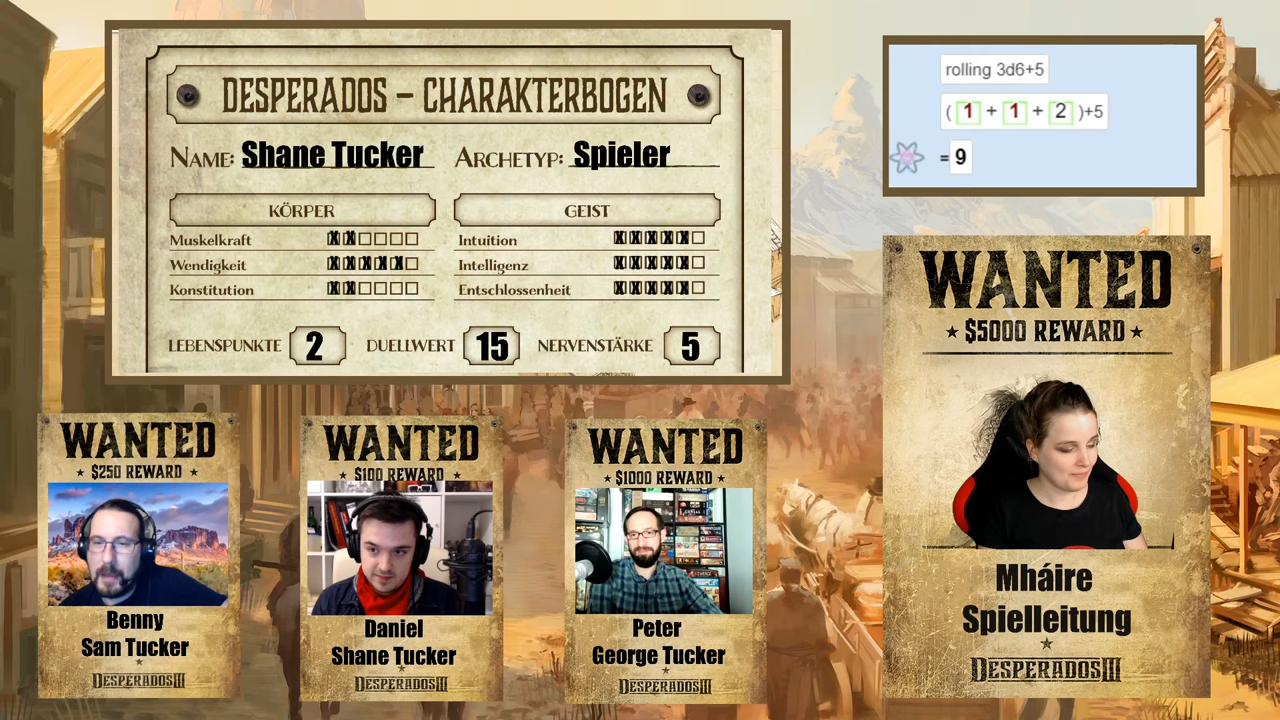 DESPERADOS – CHARAKTERBOGEN
NAME: Shane Tucker ARCHETYP: Spieler
KÖRPER GEIST
Muskelkraft Intuition
Wendigkeit Intelligenz
Konstitution Entschlossenheit
LEBENSPUNKTE 2 DUELLWERT 15 NERVENSTÄRKE 5
rolling 3d6+5
( 1 + 1 + 2 )+5
= 9
WANTED
$5000 REWARD
Mháire
Spielleitung
DESPERADOS III
WANTED
$250 REWARD
Benny
Sam Tucker
DESPERADOS III
WANTED
$100 REWARD
Daniel
Shane Tucker
DESPERADOS III
WANTED
$1000 REWARD
Peter
George Tucker
DESPERADOS III